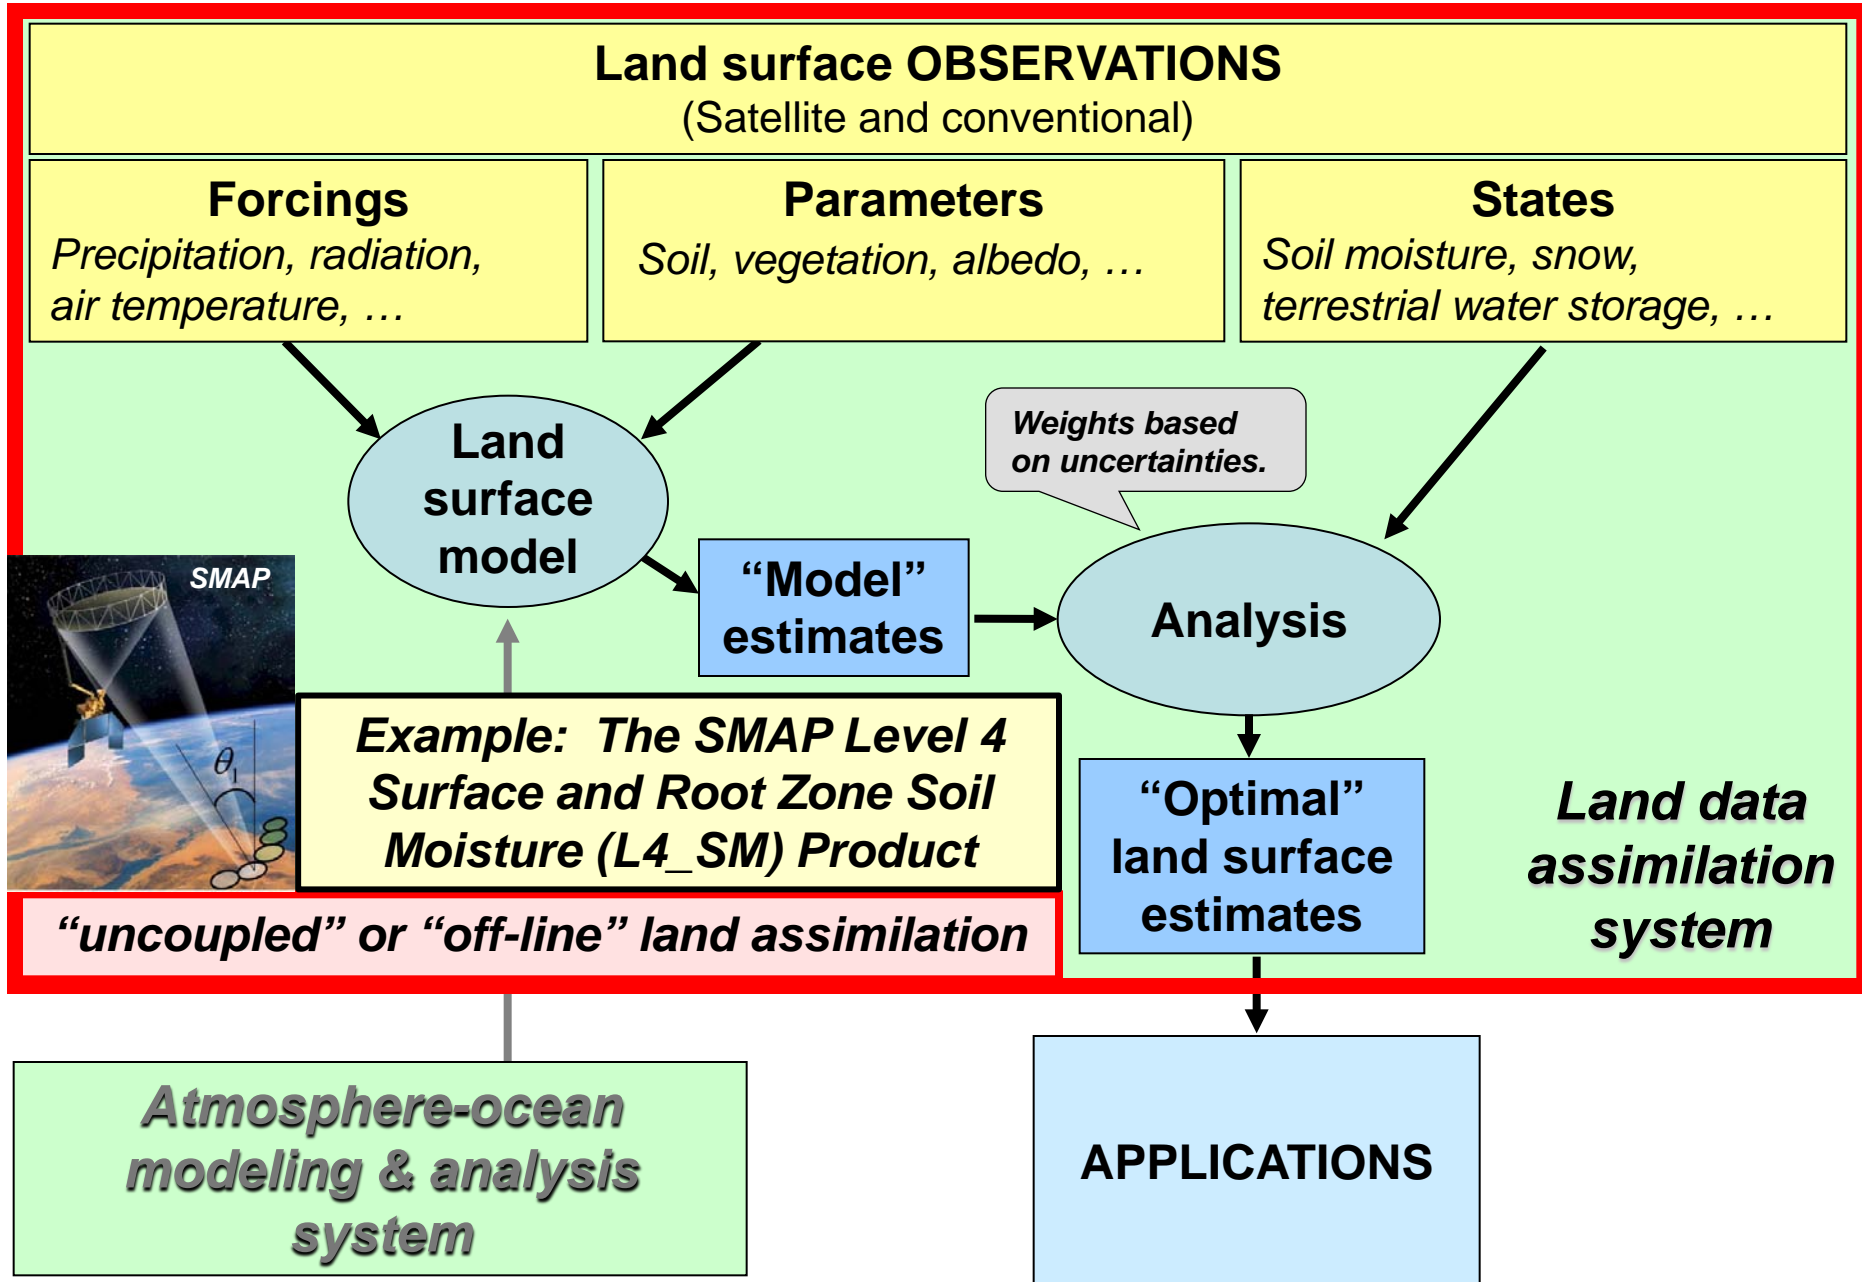 Land surface OBSERVATIONS
(Satellite and conventional)
Forcings
Precipitation, radiation,
air temperature, …
Parameters
Soil, vegetation, albedo, …
States
Soil moisture, snow,
terrestrial water storage, …
Land
surface
model
Weights based
on uncertainties.
“Model”
estimates
Analysis
SMAP
θ1
Example:  The SMAP Level 4
Surface and Root Zone Soil
Moisture (L4_SM) Product
“Optimal”
land surface
estimates
Land data
assimilation
system
“uncoupled” or “off-line” land assimilation
Atmosphere-ocean
modeling & analysis
system
APPLICATIONS